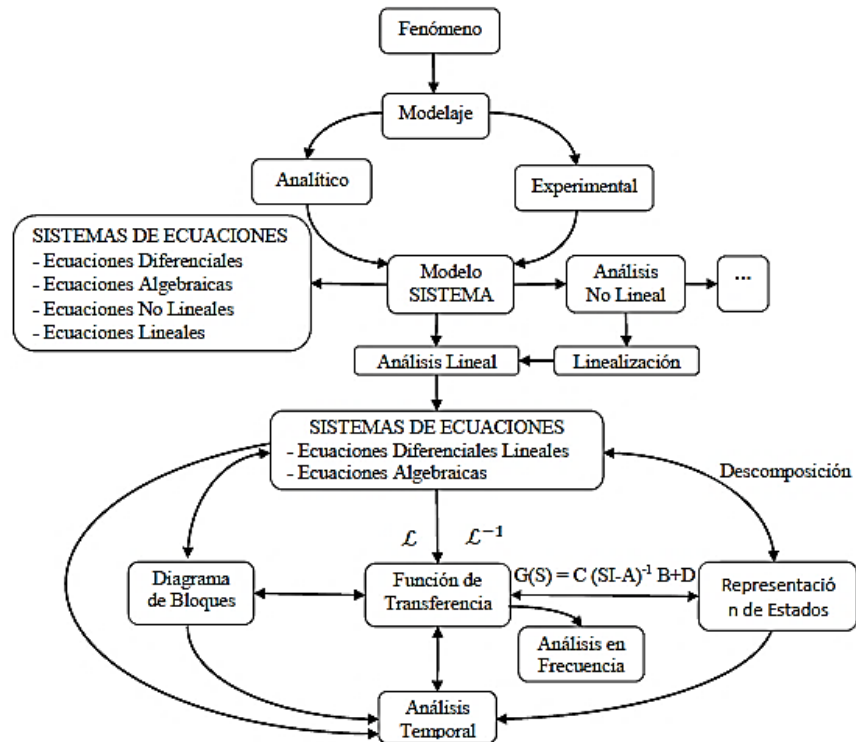 Fenómeno
Modelaje
Analítico
Experimental
SISTEMAS DE ECUACIONES
- Ecuaciones Diferenciales
- Ecuaciones Algebraicas
- Ecuaciones No Lineales
- Ecuaciones Lineales
Modelo
SISTEMA
Análisis
No Lineal
...
Análisis Lineal
Linealización
SISTEMAS DE ECUACIONES
- Ecuaciones Diferenciales Lineales
- Ecuaciones Algebraicas
Descomposición
ℒ ℒ⁻¹
Diagrama
de Bloques
Función de
Transferencia
G(S) = C (SI-A)⁻¹ B+D
Representació
n de Estados
Análisis en
Frecuencia
Análisis
Temporal